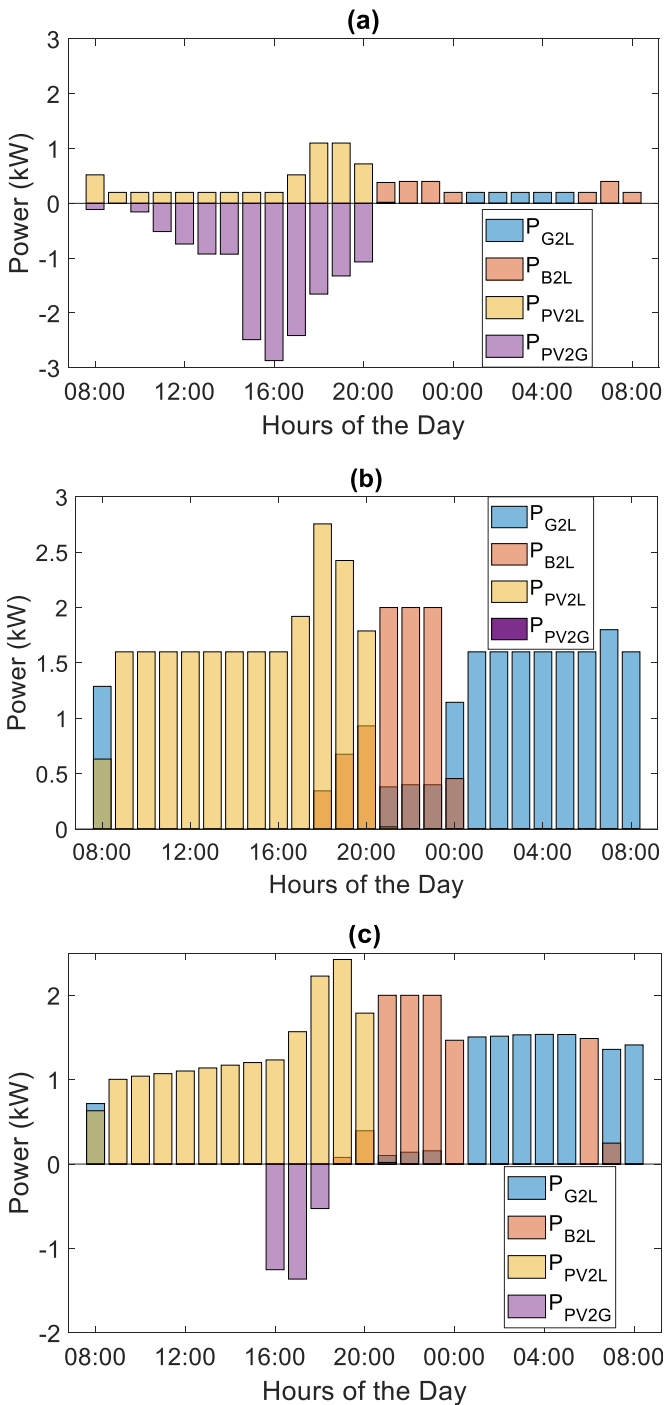 (a)
3
2
1
0
-1
-2
-3
Power (kW)
P_G2L
P_B2L
P_PV2L
P_PV2G
08:00 12:00 16:00 20:00 00:00 04:00 08:00
Hours of the Day
(b)
3
2.5
2
1.5
1
0.5
0
Power (kW)
P_G2L
P_B2L
P_PV2L
P_PV2G
08:00 12:00 16:00 20:00 00:00 04:00 08:00
Hours of the Day
(c)
2
1
0
-1
-2
Power (kW)
P_G2L
P_B2L
P_PV2L
P_PV2G
08:00 12:00 16:00 20:00 00:00 04:00 08:00
Hours of the Day